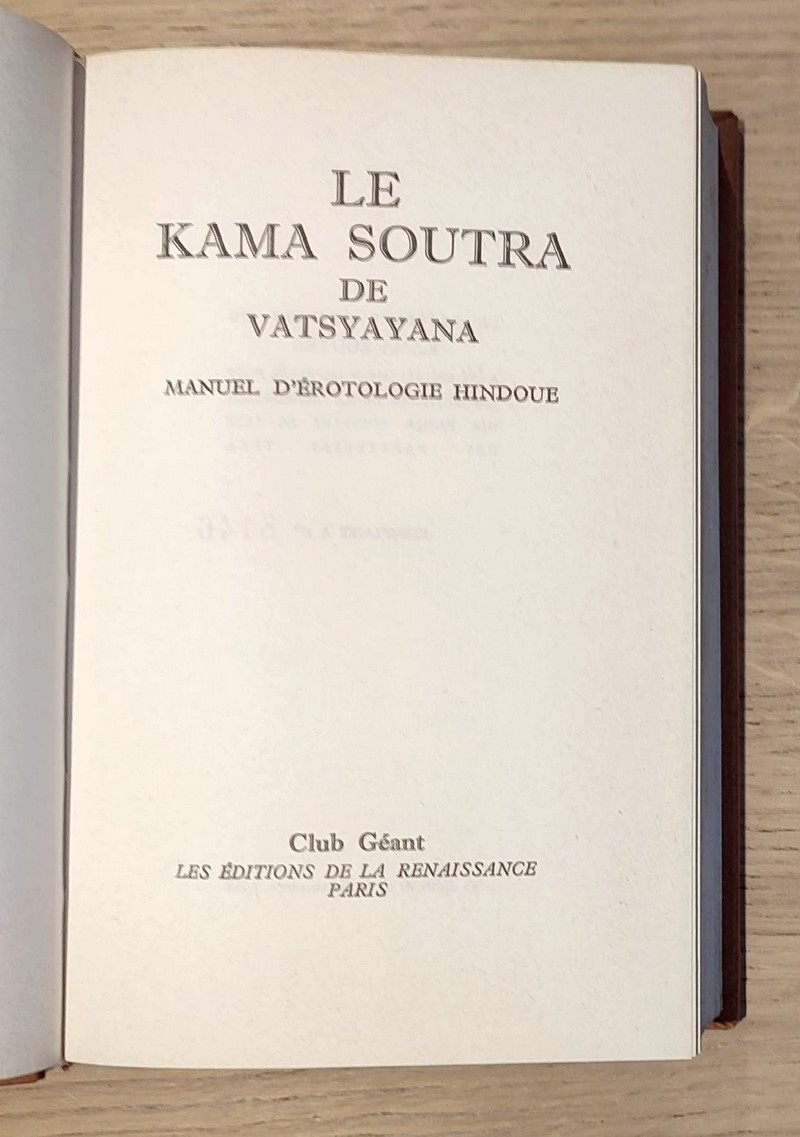 LE
KAMA SOUTRA
DE
VATSYAYANA
MANUEL D'ÉROTOLOGIE HINDOUE
Club Géant
LES ÉDITIONS DE LA RENAISSANCE
PARIS